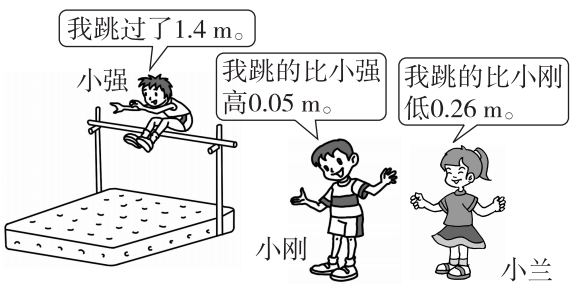 我跳过了1.4 m。
小强
我跳的比小强
高0.05 m。
我跳的比小刚
低0.26 m。
小刚
小兰